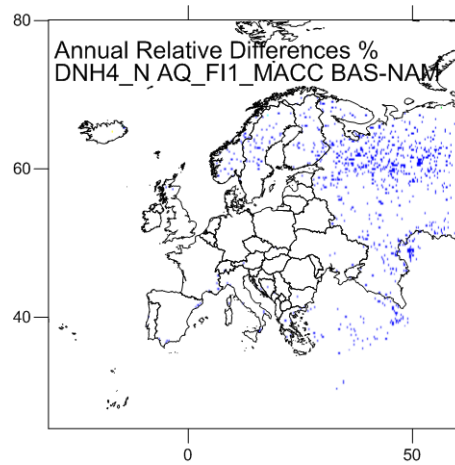 80
Annual Relative Differences %
DNH4_N AQ_FI1_MACC BAS-NAM
60
40
0
50